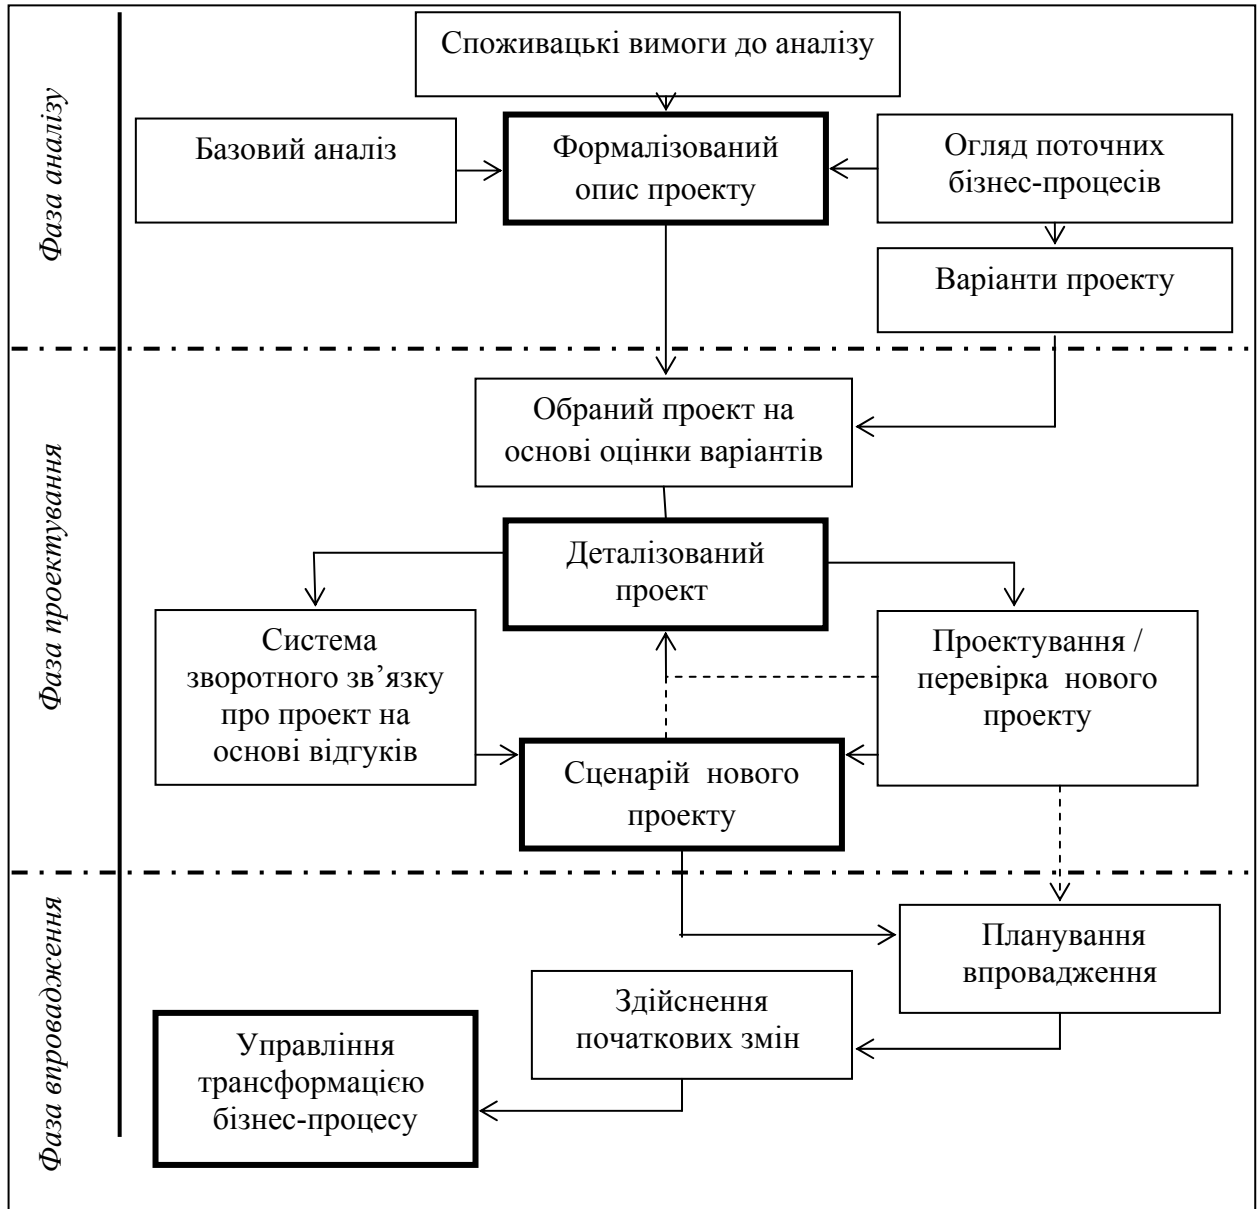 Фаза аналізу
Споживацькі вимоги до аналізу
Базовий аналіз
Формалізований
опис проекту
Огляд поточних
бізнес-процесів
Варіанти проекту
Фаза проектування
Обраний проект на
основі оцінки варіантів
Деталізований
проект
Система
зворотного зв’язку
про проект на
основі відгуків
Проектування /
перевірка нового
проекту
Сценарій нового
проекту
Фаза впровадження
Планування
впровадження
Здійснення
початкових змін
Управління
трансформацією
бізнес-процесу